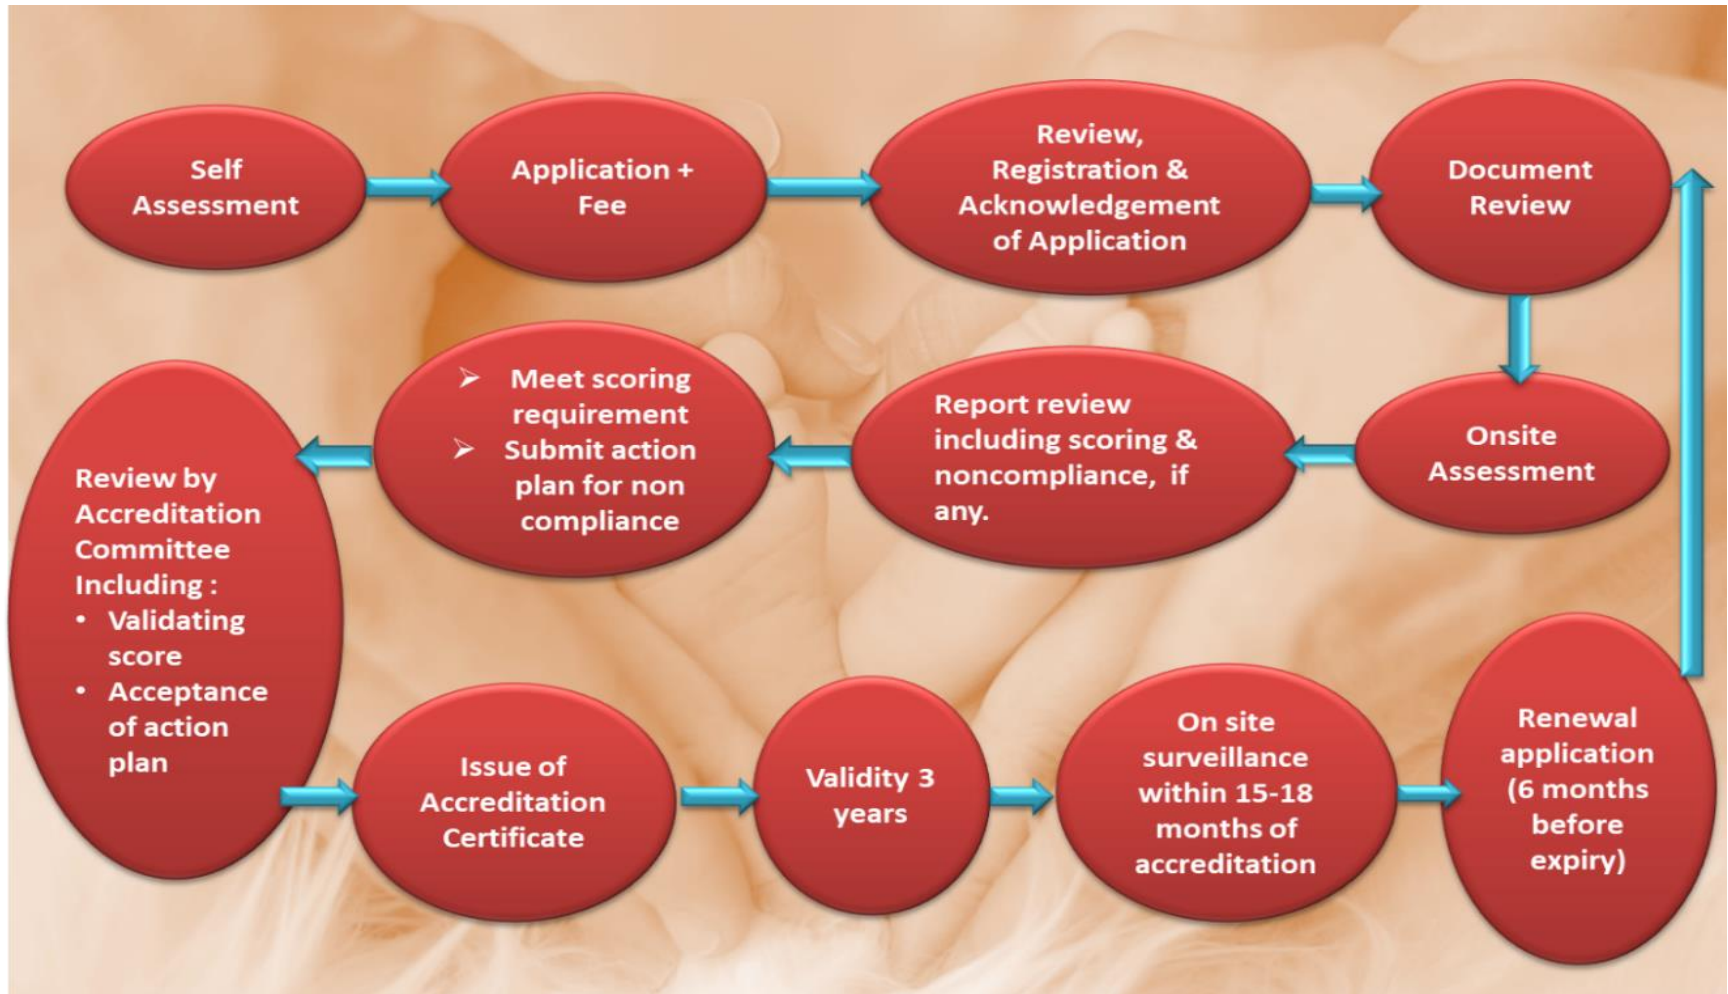 Self
Assessment
Application +
Fee
Review,
Registration &
Acknowledgement
of Application
Document
Review
Onsite
Assessment
Report review
including scoring &
noncompliance, if
any.
➢ Meet scoring
requirement
➢ Submit action
plan for non
compliance
Review by
Accreditation
Committee
Including :
• Validating
score
• Acceptance
of action
plan
Issue of
Accreditation
Certificate
Validity 3
years
On site
surveillance
within 15-18
months of
accreditation
Renewal
application
(6 months
before
expiry)